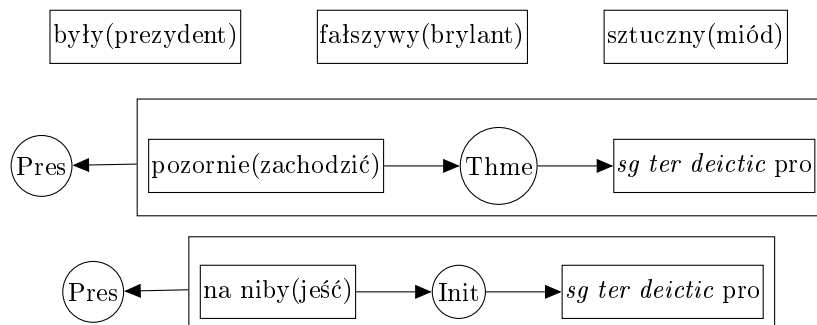 były(prezydent) fałszywy(brylant) sztuczny(miód)
Pres pozornie(zachodzić) Thme sg ter deictic pro
Pres na niby(jeść) Init sg ter deictic pro